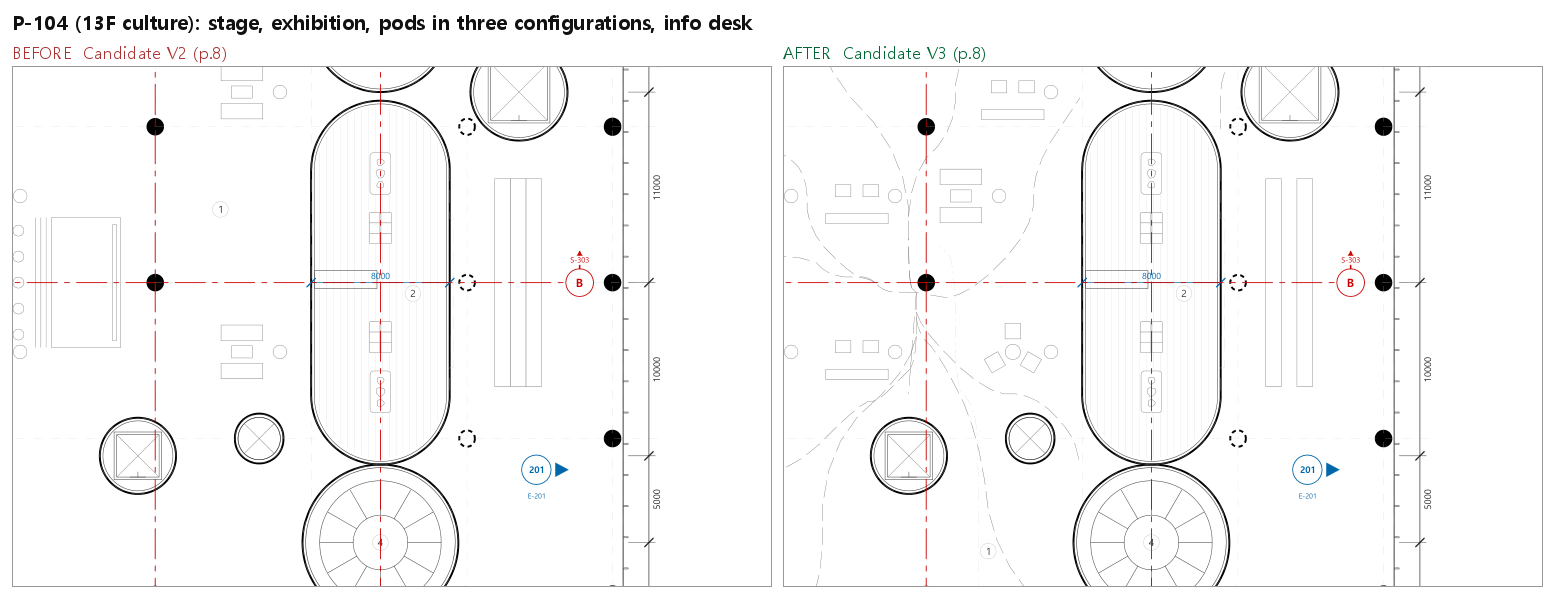 P-104 (13F culture): stage, exhibition, pods in three configurations, info desk
BEFORE Candidate V2 (p.8)
AFTER Candidate V3 (p.8)
1
8000
2
4
S-303
B
201
E-201
11000
10000
5000
8000
2
1
4
S-303
B
201
E-201
11000
10000
5000